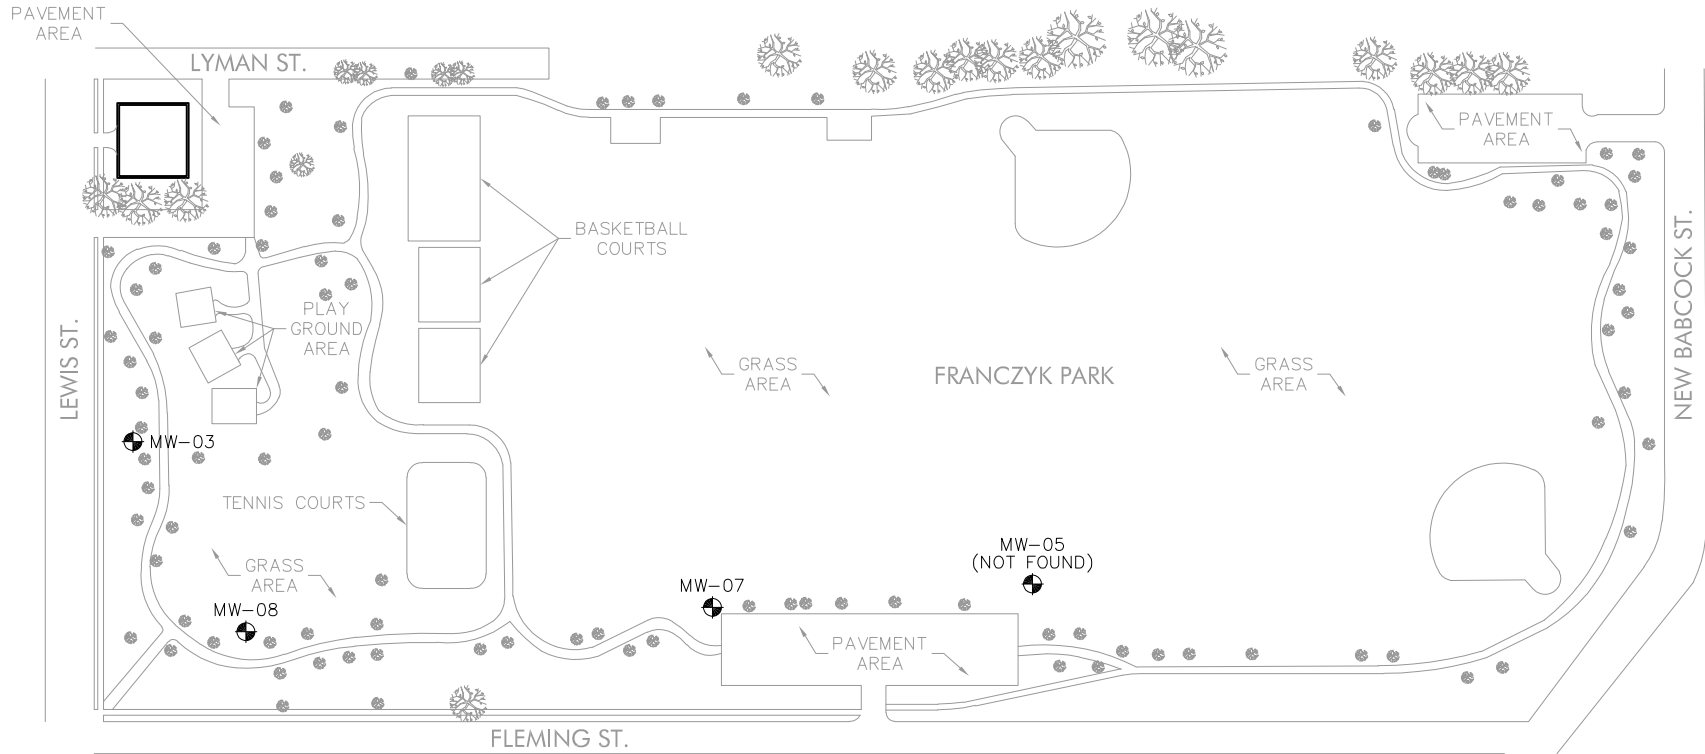 PAVEMENT
AREA
LYMAN ST.
PAVEMENT
AREA
BASKETBALL
COURTS
PLAY
GROUND
AREA
LEWIS ST.
GRASS
AREA
FRANCZYK PARK
GRASS
AREA
NEW BABCOCK ST.
MW-03
TENNIS COURTS
GRASS
AREA
MW-08
MW-07
MW-05
(NOT FOUND)
PAVEMENT
AREA
FLEMING ST.